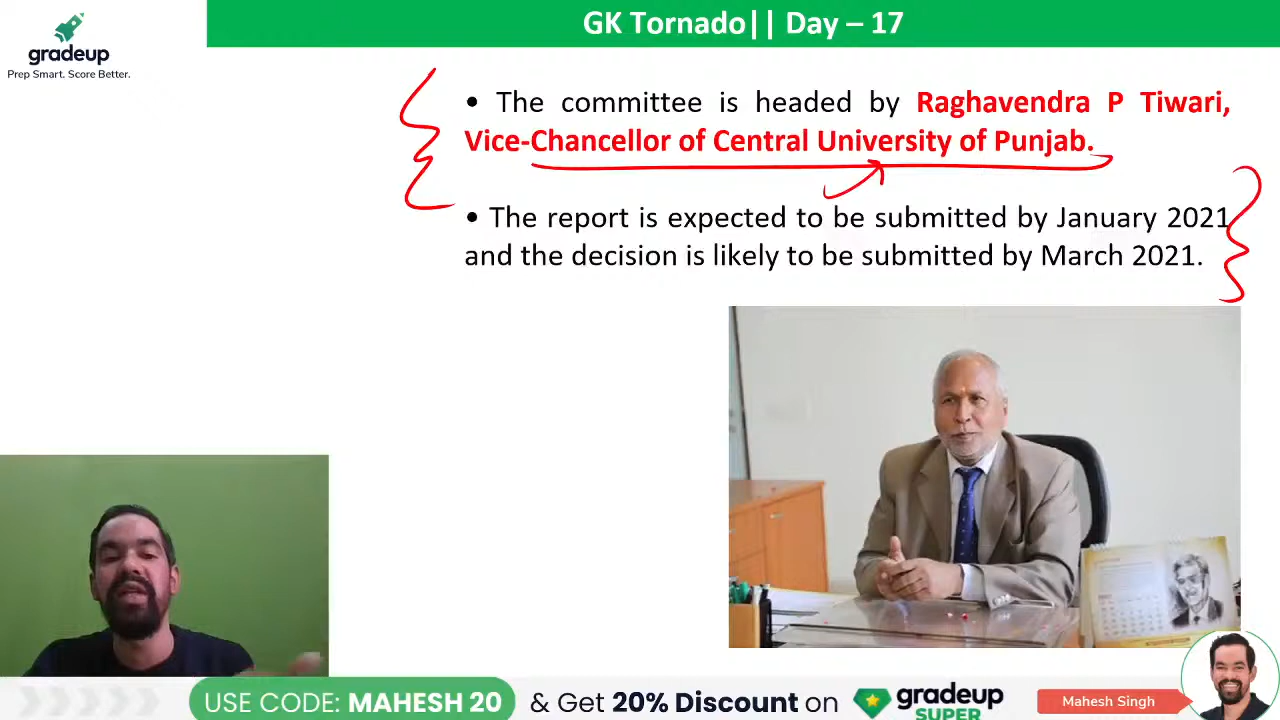 gradeup
Prep Smart. Score Better.
GK Tornado|| Day – 17
• The committee is headed by Raghavendra P Tiwari,
Vice-Chancellor of Central University of Punjab.
• The report is expected to be submitted by January 2021
and the decision is likely to be submitted by March 2021.
USE CODE: MAHESH 20
& Get 20% Discount on
gradeup
SUPER
Mahesh Singh